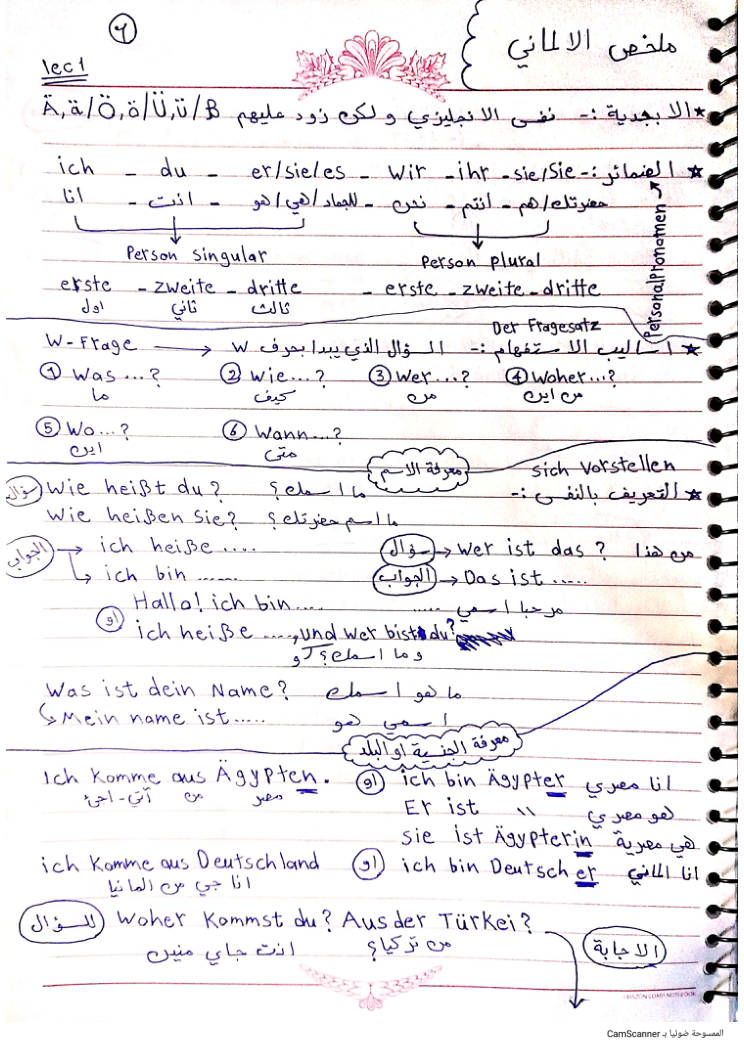 ٦
ملخص الالماني
lec 1
★ الابجدية :- نفس الانجليزي ولكن زود عليهم Ä,ä/Ö,ö/Ü,ü/ß
★ الضمائر :- ich - du - er/sie/es - Wir - ihr - sie/Sie
انا - انت - هو/هي/للجماد - نحن - انتم - هم/حضرتك
PersonalPronomen
Person Singular
Person plural
erste - zweite - dritte - erste - zweite - dritte
اول ثاني ثالث
Der Fragesatz
★ اساليب الاستفهام :- السؤال الذي يبدا بحرف W → W-Frage
① Was ...? ② Wie...? ③ Wer...? ④ Woher...?
ما كيف من من اين
⑤ Wo...? ⑥ Wann...?
اين متى
معرفة الاسم
sich Vorstellen
★ التعريف بالنفس :-
سؤال Wie heißt du? ما اسمك؟
Wie heißen Sie? ما اسم حضرتك؟
الجواب → ich heiße ....
سؤال → Wer ist das? من هذا
↳ ich bin ......
الجواب → Das ist .....
Hallo! ich bin .... مرحبا اسمي .....
او ich heiße ...., und wer bist du?
وما اسمك؟ و
Was ist dein Name? ما هو اسمك
↳ Mein name ist ..... اسمي هو
معرفة الجنسية او البلد
Ich Komme aus Ägypten. او ich bin Ägypter انا مصري
آتي - اجئ من مصر
Er ist " هو مصري
sie ist Ägypterin هي مصرية
ich Komme aus Deutschland او ich bin Deutscher انا الماني
انا جي من المانيا
للسؤال Woher Kommst du? Aus der Türkei?
انت جاي منين من تركيا؟
الاجابة
الممسوحة ضوئيا بـ CamScanner